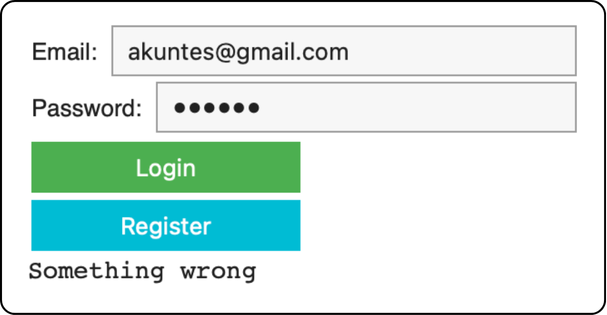 Email: akuntes@gmail.com
Password: ••••••
Login
Register
Something wrong